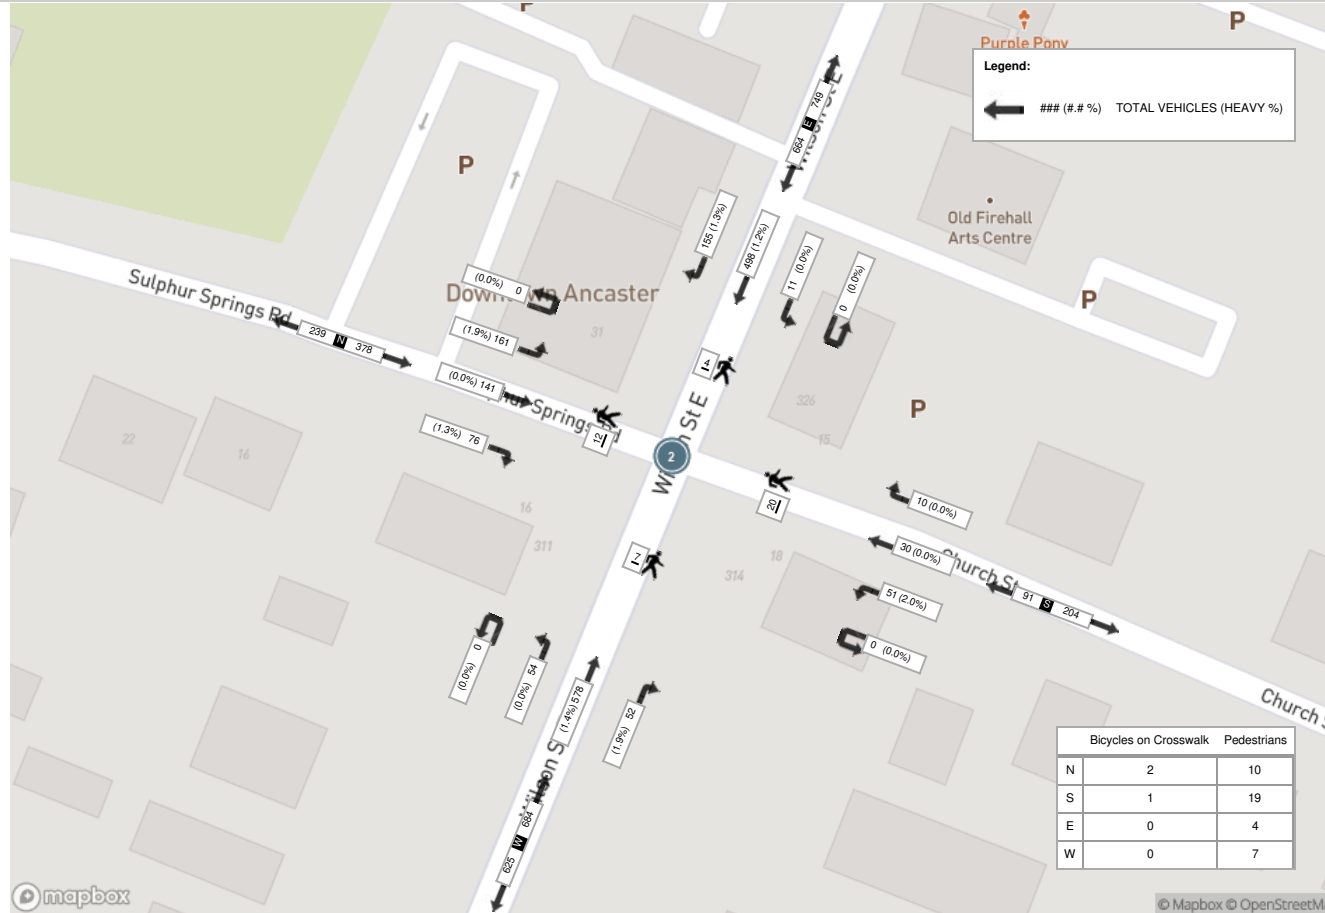 P
P
Purple Pony
Legend:
### (#.# %) TOTAL VEHICLES (HEAVY %)
749
E
664
P
155 (1.3%)
498 (1.2%)
11 (0.0%)
0 (0.0%)
Old Firehall
Arts Centre
Sulphur Springs Rd
(0.0%) 0
Downtown Ancaster
31
P
239 N 378
(1.9%) 161
(0.0%) 141
4
326
15
P
22
16
(1.3%) 76
12
2
20
10 (0.0%)
30 (0.0%)
Church St
16
311
7
18
314
51 (2.0%)
91 S 204
0 (0.0%)
(0.0%) 0
(0.0%) 54
(1.4%) 578
(1.9%) 52
Church
684
W
625
Bicycles on Crosswalk Pedestrians
N 2 10
S 1 19
E 0 4
W 0 7
mapbox
© Mapbox © OpenStreetM